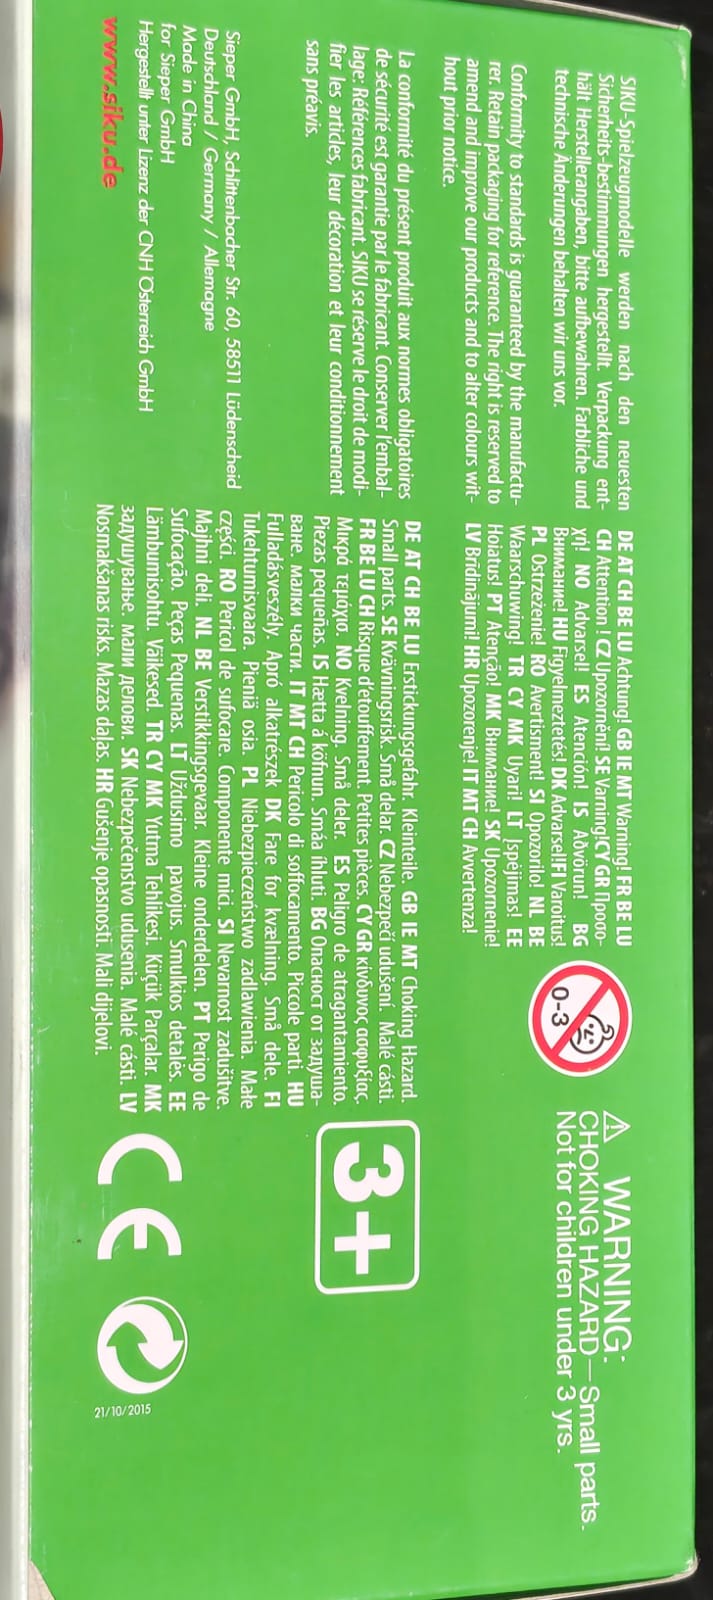 SIKU-Spielzeugmodelle werden nach den neuesten
Sicherheits-bestimmungen hergestellt. Verpackung ent-
hält Herstellerangaben, bitte aufbewahren. Farbliche und
technische Änderungen behalten wir uns vor.
Conformity to standards is guaranteed by the manufactu-
rer. Retain packaging for reference. The right is reserved to
amend and improve our products and to alter colours wit-
hout prior notice.
La conformité du présent produit aux normes obligatoires
de sécurité est garantie par le fabricant. Conserver l'embal-
lage: Références fabricant. SIKU se réserve le droit de modi-
fier les articles, leur décoration et leur conditionnement
sans préavis.
Sieper GmbH, Schlittenbacher Str. 60, 58511 Lüdenscheid
Deutschland / Germany / Allemagne
Made in China
for Sieper GmbH
Hergestellt unter Lizenz der CNH Österreich GmbH
www.siku.de
DE AT CH BE LU Achtung! GB IE MT Warning! FR BE LU
CH Attention ! CZ Upozornění! SE Varning! CY GR Προσο-
χή! NO Advarsel! ES Atención! IS Aðvörun! BG
Внимание! HU Figyelmeztetés! DK Advarsel! FI Varoitus!
PL Ostrzeżenie! RO Avertisment! SI Opozorilo! NL BE
Waarschuwing! TR CY MK Uyarı! LT Įspėjimas! EE
Hoiatus! PT Atenção! MK Внимание! SK Upozornenie!
LV Brīdinājumi! HR Upozorenje! IT MT CH Avvertenza!
DE AT CH BE LU Erstickungsgefahr. Kleinteile. GB IE MT Choking Hazard.
Small parts. SE Kvävningsrisk. Små delar. CZ Nebezpečí udušení. Malé cásti.
FR BE LU CH Risque d'étouffement. Petites pièces. CY GR κίνδυνος ασφυξίας,
Μικρά τεμάχια. NO Kvelning. Små deler. ES Peligro de atragantamiento.
Piezas pequeñas. IS Hætta á köfnun. Smáa íhluti. BG Опасност от задуша-
ване. малки части. IT MT CH Pericolo di soffocamento. Piccole parti. HU
Fulladásveszély. Apró alkatrészek DK Fare for kvælning. Små dele. FI
Tukehtumisvaara. Pieniä osia. PL Niebezpieczeństwo zadławienia. Małe
części. RO Pericol de sufocare. Componente mici. SI Nevarnost zadušitve.
Majhni deli. NL BE Verstikkingsgevaar. Kleine onderdelen. PT Perigo de
Sufocação. Peças Pequenas. LT Uždusimo pavojus. Smulkios detalės. EE
Lämbumisohtu. Väikesed. TR CY MK Yutma Tehlikesi. Küçük Parçalar. MK
задушување. мали делови. SK Nebezpečenstvo udusenia. Malé cásti. LV
Nosmakšanas risks. Mazas daļas. HR Gušenje opasnosti. Mali dijelovi.
0-3
WARNING:
CHOKING HAZARD—Small parts.
Not for children under 3 yrs.
3+
CE
21/10/2015